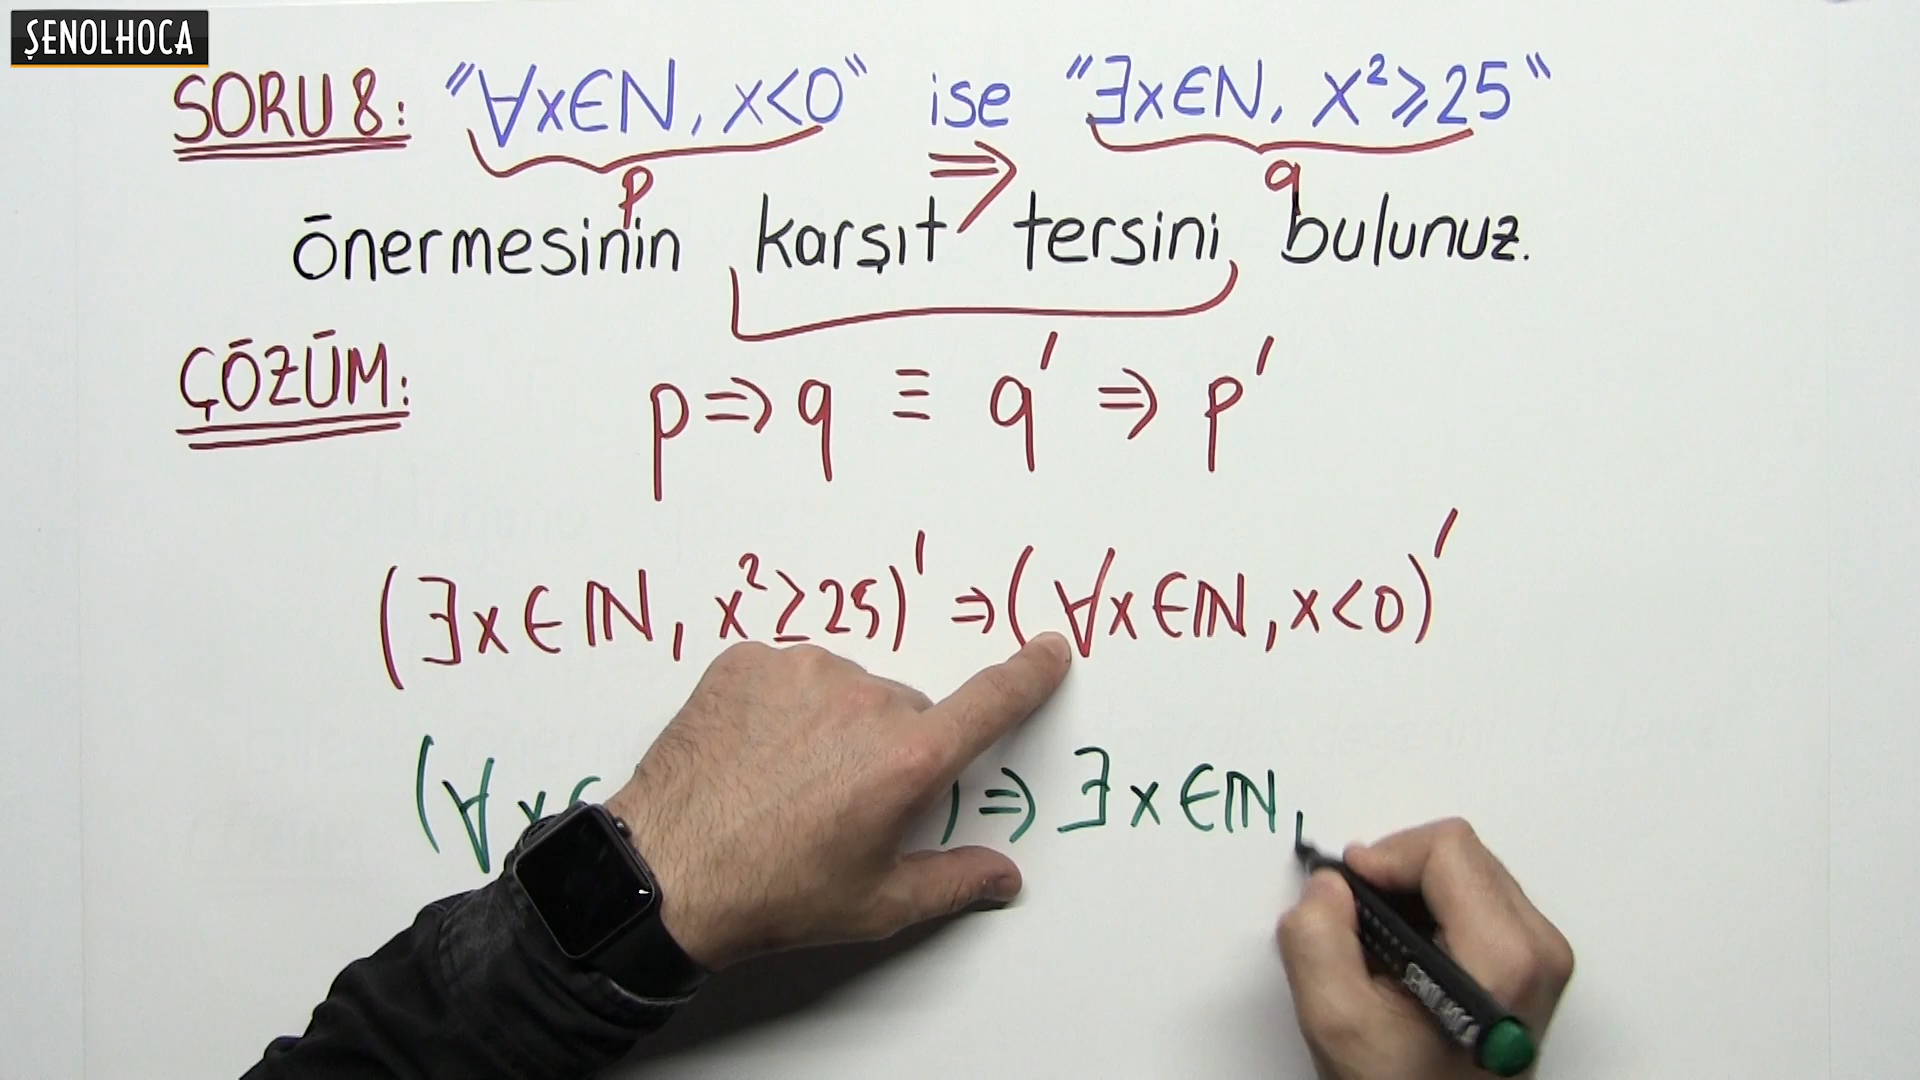 ŞENOLHOCA
SORU 8: "∀x∈N, x<0" ise "∃x∈N, x²≥25"
p ⇒ q
önermesinin karşıt tersini bulunuz.
ÇÖZÜM:
p⇒q ≡ q' ⇒ p'
(∃x∈ℕ, x²≥25)' ⇒ (∀x∈ℕ, x<0)'
(∀x∈ ) ⇒ ∃x∈ℕ,